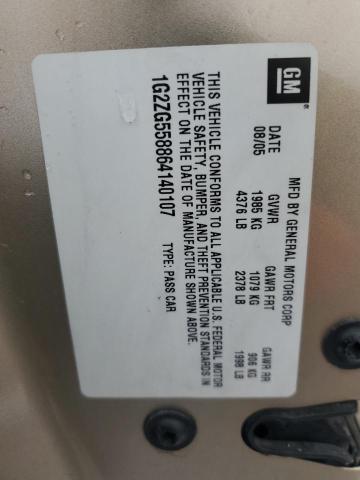 GM
MFD BY GENERAL MOTORS CORP
DATE GVWR GAWR FRT GAWR RR
08/05 1985 KG 1079 KG 906 KG
4376 LB 2378 LB 1998 LB
THIS VEHICLE CONFORMS TO ALL APPLICABLE U.S. FEDERAL MOTOR
VEHICLE SAFETY, BUMPER, AND THEFT PREVENTION STANDARDS IN
EFFECT ON THE DATE OF MANUFACTURE SHOWN ABOVE.
1G2ZG558864140107 TYPE: PASS CAR